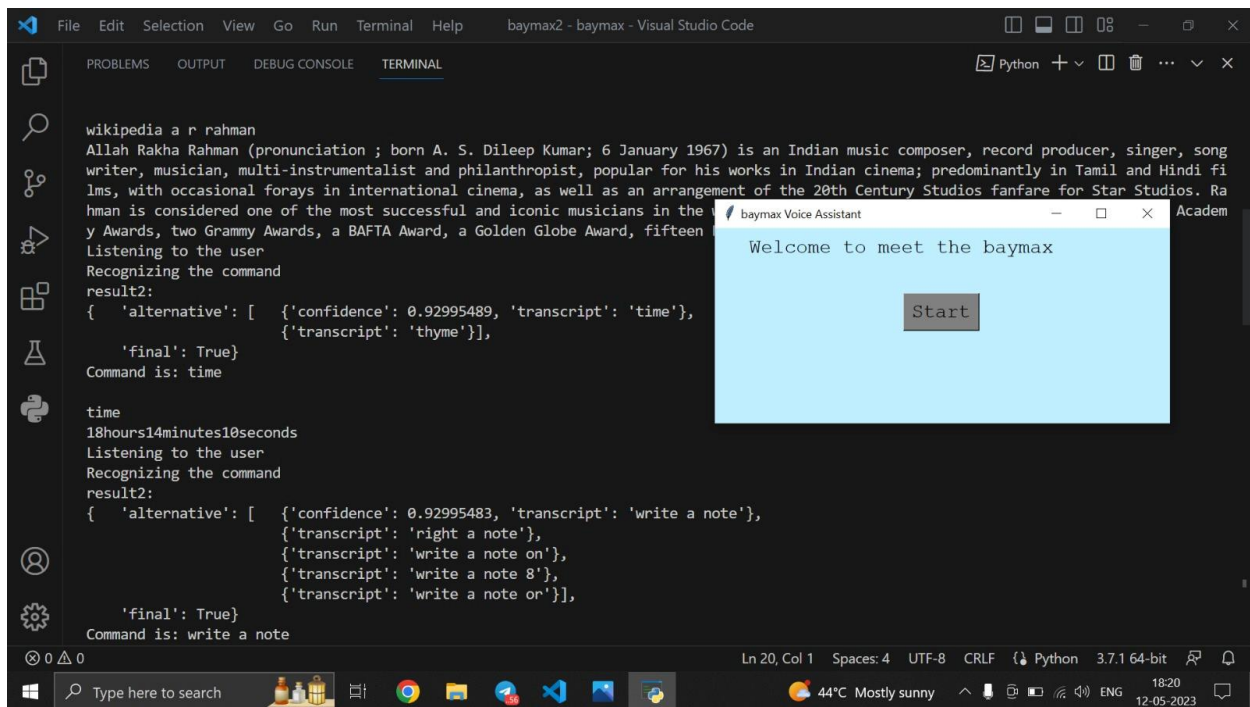 File Edit Selection View Go Run Terminal Help baymax2 - baymax - Visual Studio Code
PROBLEMS OUTPUT DEBUG CONSOLE TERMINAL Python
wikipedia a r rahman
Allah Rakha Rahman (pronunciation ; born A. S. Dileep Kumar; 6 January 1967) is an Indian music composer, record producer, singer, song
writer, musician, multi-instrumentalist and philanthropist, popular for his works in Indian cinema; predominantly in Tamil and Hindi fi
lms, with occasional forays in international cinema, as well as an arrangement of the 20th Century Studios fanfare for Star Studios. Ra
hman is considered one of the most successful and iconic musicians in the Academ
y Awards, two Grammy Awards, a BAFTA Award, a Golden Globe Award, fifteen
Listening to the user
Recognizing the command
result2:
{ 'alternative': [ {'confidence': 0.92995489, 'transcript': 'time'},
{'transcript': 'thyme'}],
'final': True}
Command is: time
time
18hours14minutes10seconds
Listening to the user
Recognizing the command
result2:
{ 'alternative': [ {'confidence': 0.92995483, 'transcript': 'write a note'},
{'transcript': 'right a note'},
{'transcript': 'write a note on'},
{'transcript': 'write a note 8'},
{'transcript': 'write a note or'}],
'final': True}
Command is: write a note
baymax Voice Assistant
Welcome to meet the baymax
Start
0 0 Ln 20, Col 1 Spaces: 4 UTF-8 CRLF Python 3.7.1 64-bit
Type here to search 44°C Mostly sunny ENG 18:20
12-05-2023